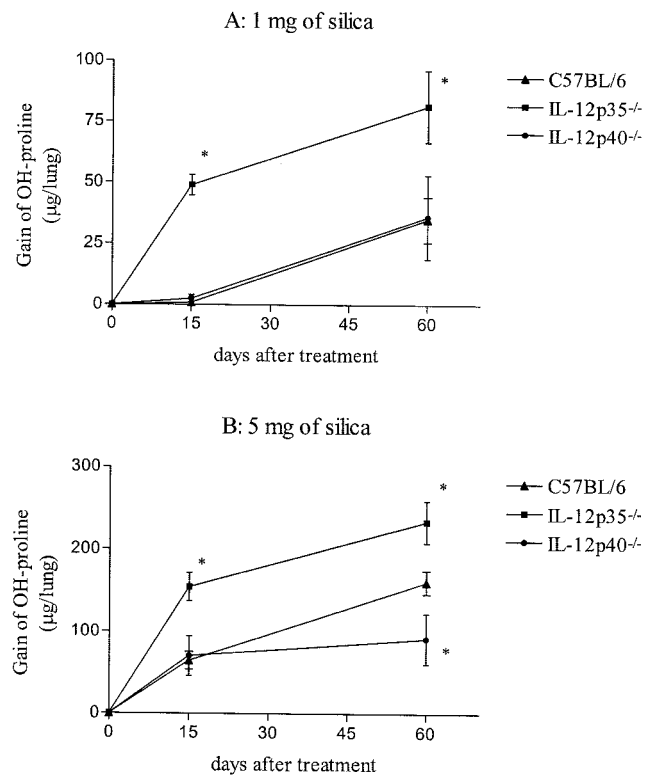 A: 1 mg of silica
100
75
50
25
0
Gain of OH-proline
(µg/lung)
*
*
0 15 30 45 60
days after treatment
C57BL/6
IL-12p35-/-
IL-12p40-/-
B: 5 mg of silica
300
200
100
0
Gain of OH-proline
(µg/lung)
*
*
*
0 15 30 45 60
days after treatment
C57BL/6
IL-12p35-/-
IL-12p40-/-